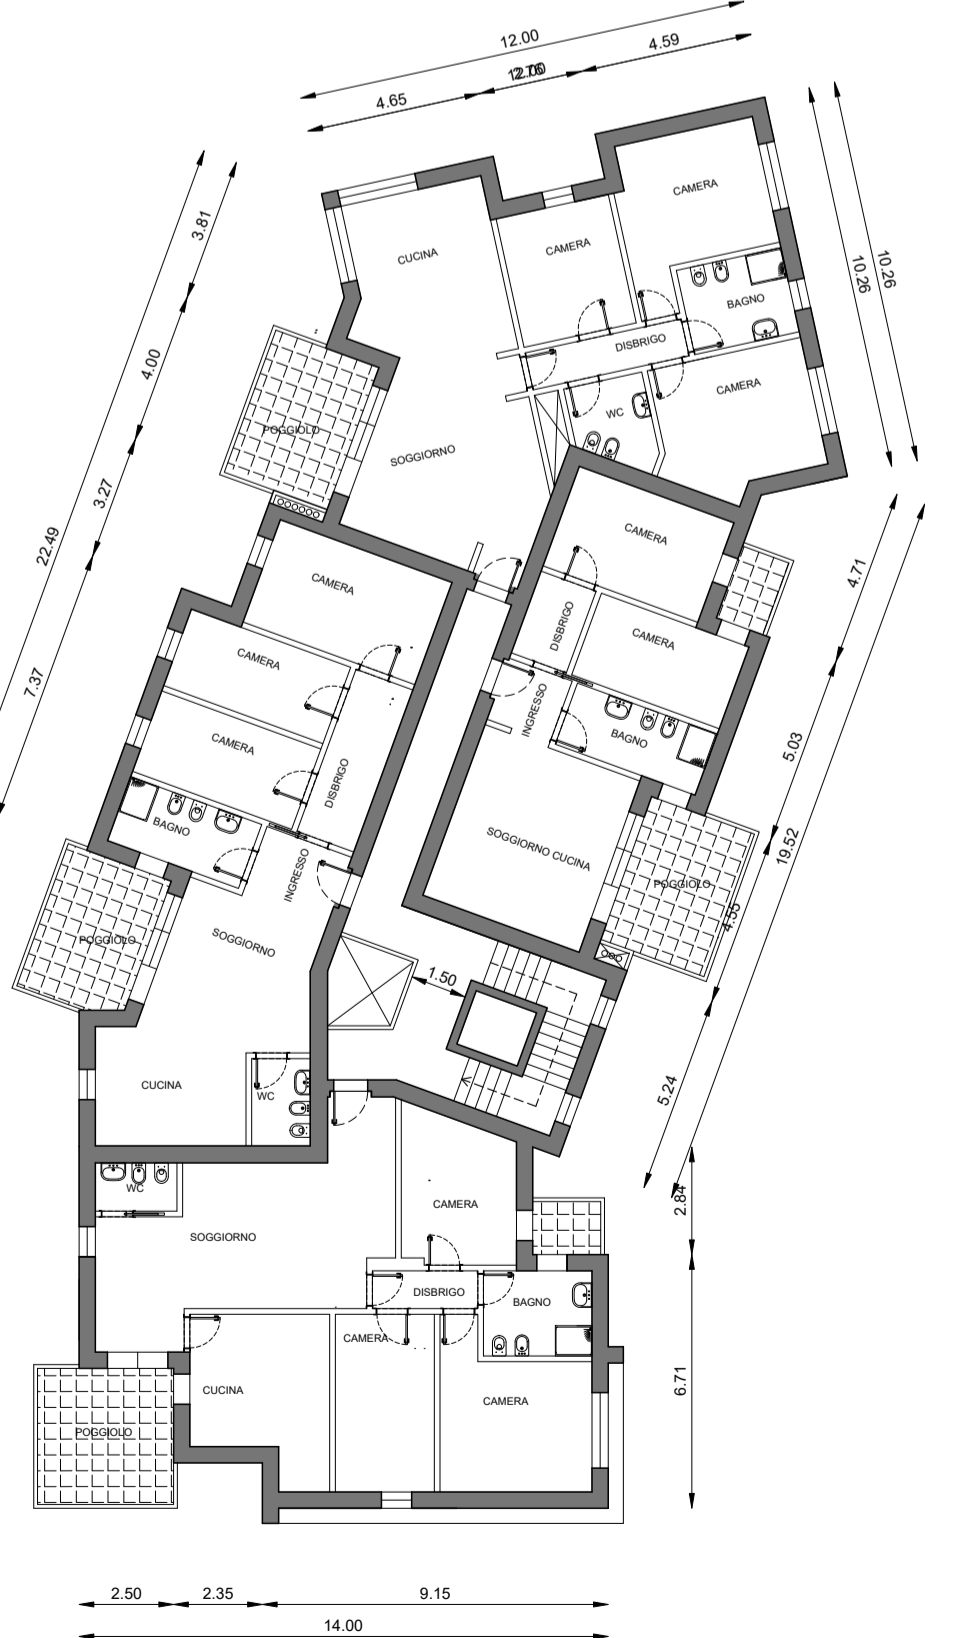 12.00
4.59
12.00
2.76
4.65
3.81
10.26
10.26
CAMERA
CUCINA
CAMERA
BAGNO
DISBRIGO
4.00
CAMERA
WC
POGGIOLO
SOGGIORNO
3.27
22.49
CAMERA
4.71
CAMERA
DISBRIGO
CAMERA
CAMERA
7.37
INGRESSO
BAGNO
5.03
CAMERA
DISBRIGO
BAGNO
SOGGIORNO CUCINA
19.52
INGRESSO
POGGIOLO
4.55
POGGIOLO
SOGGIORNO
1.50
CUCINA
WC
5.24
WC
CAMERA
2.84
SOGGIORNO
DISBRIGO
BAGNO
CAMERA
6.71
CUCINA
CAMERA
POGGIOLO
2.50
2.35
9.15
14.00